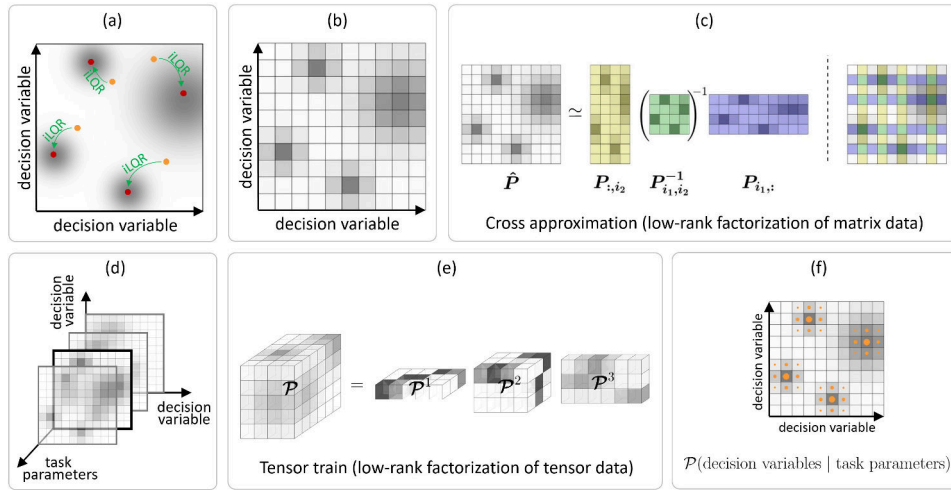 (a)
decision variable
iLQR
iLQR
iLQR
iLQR
decision variable
(b)
decision variable
decision variable
(c)
≃
( )⁻¹
P̂
P:,i₂
P⁻¹i₁,i₂
Pi₁,:
Cross approximation (low-rank factorization of matrix data)
(d)
decision
variable
decision
variable
task
parameters
(e)
𝒫 = 𝒫¹ 𝒫² 𝒫³
Tensor train (low-rank factorization of tensor data)
(f)
decision variable
decision variable
𝒫(decision variables | task parameters)